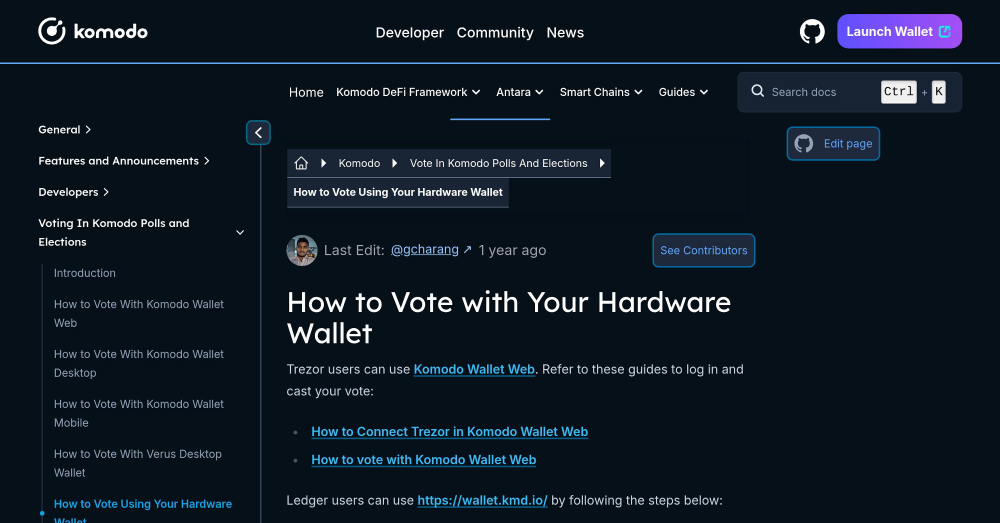 komodo
Developer Community News
Launch Wallet
Home Komodo DeFi Framework Antara Smart Chains Guides
Search docs Ctrl + K
General
Features and Announcements
Developers
Voting In Komodo Polls and
Elections
Introduction
How to Vote With Komodo Wallet
Web
How to Vote With Komodo Wallet
Desktop
How to Vote With Komodo Wallet
Mobile
How to Vote With Verus Desktop
Wallet
How to Vote Using Your Hardware
Wallet
Komodo Vote In Komodo Polls And Elections
How to Vote Using Your Hardware Wallet
Edit page
Last Edit: @gcharang ↗ 1 year ago
See Contributors
How to Vote with Your Hardware
Wallet
Trezor users can use Komodo Wallet Web. Refer to these guides to log in and
cast your vote:
How to Connect Trezor in Komodo Wallet Web
How to vote with Komodo Wallet Web
Ledger users can use https://wallet.kmd.io/ by following the steps below: